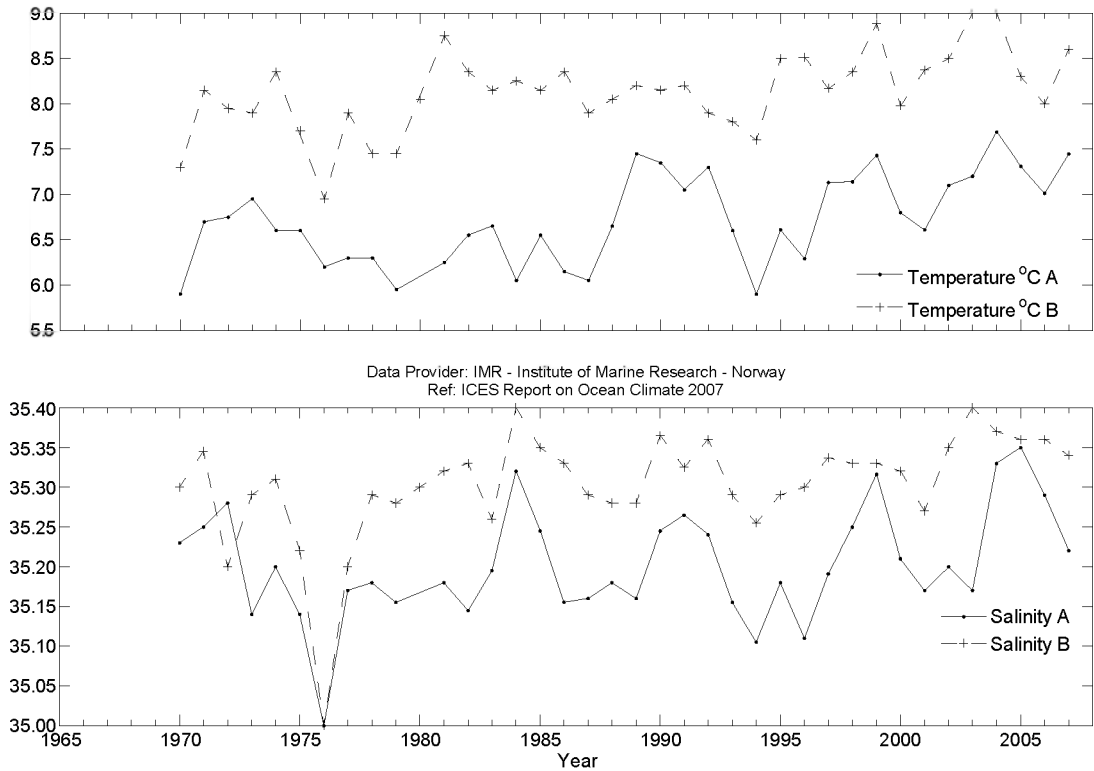 9.0
8.5
8.0
7.5
7.0
6.5
6.0
5.5
Temperature °C A
Temperature °C B
Data Provider: IMR - Institute of Marine Research - Norway
Ref: ICES Report on Ocean Climate 2007
35.40
35.35
35.30
35.25
35.20
35.15
35.10
35.05
35.00
Salinity A
Salinity B
1965 1970 1975 1980 1985 1990 1995 2000 2005
Year